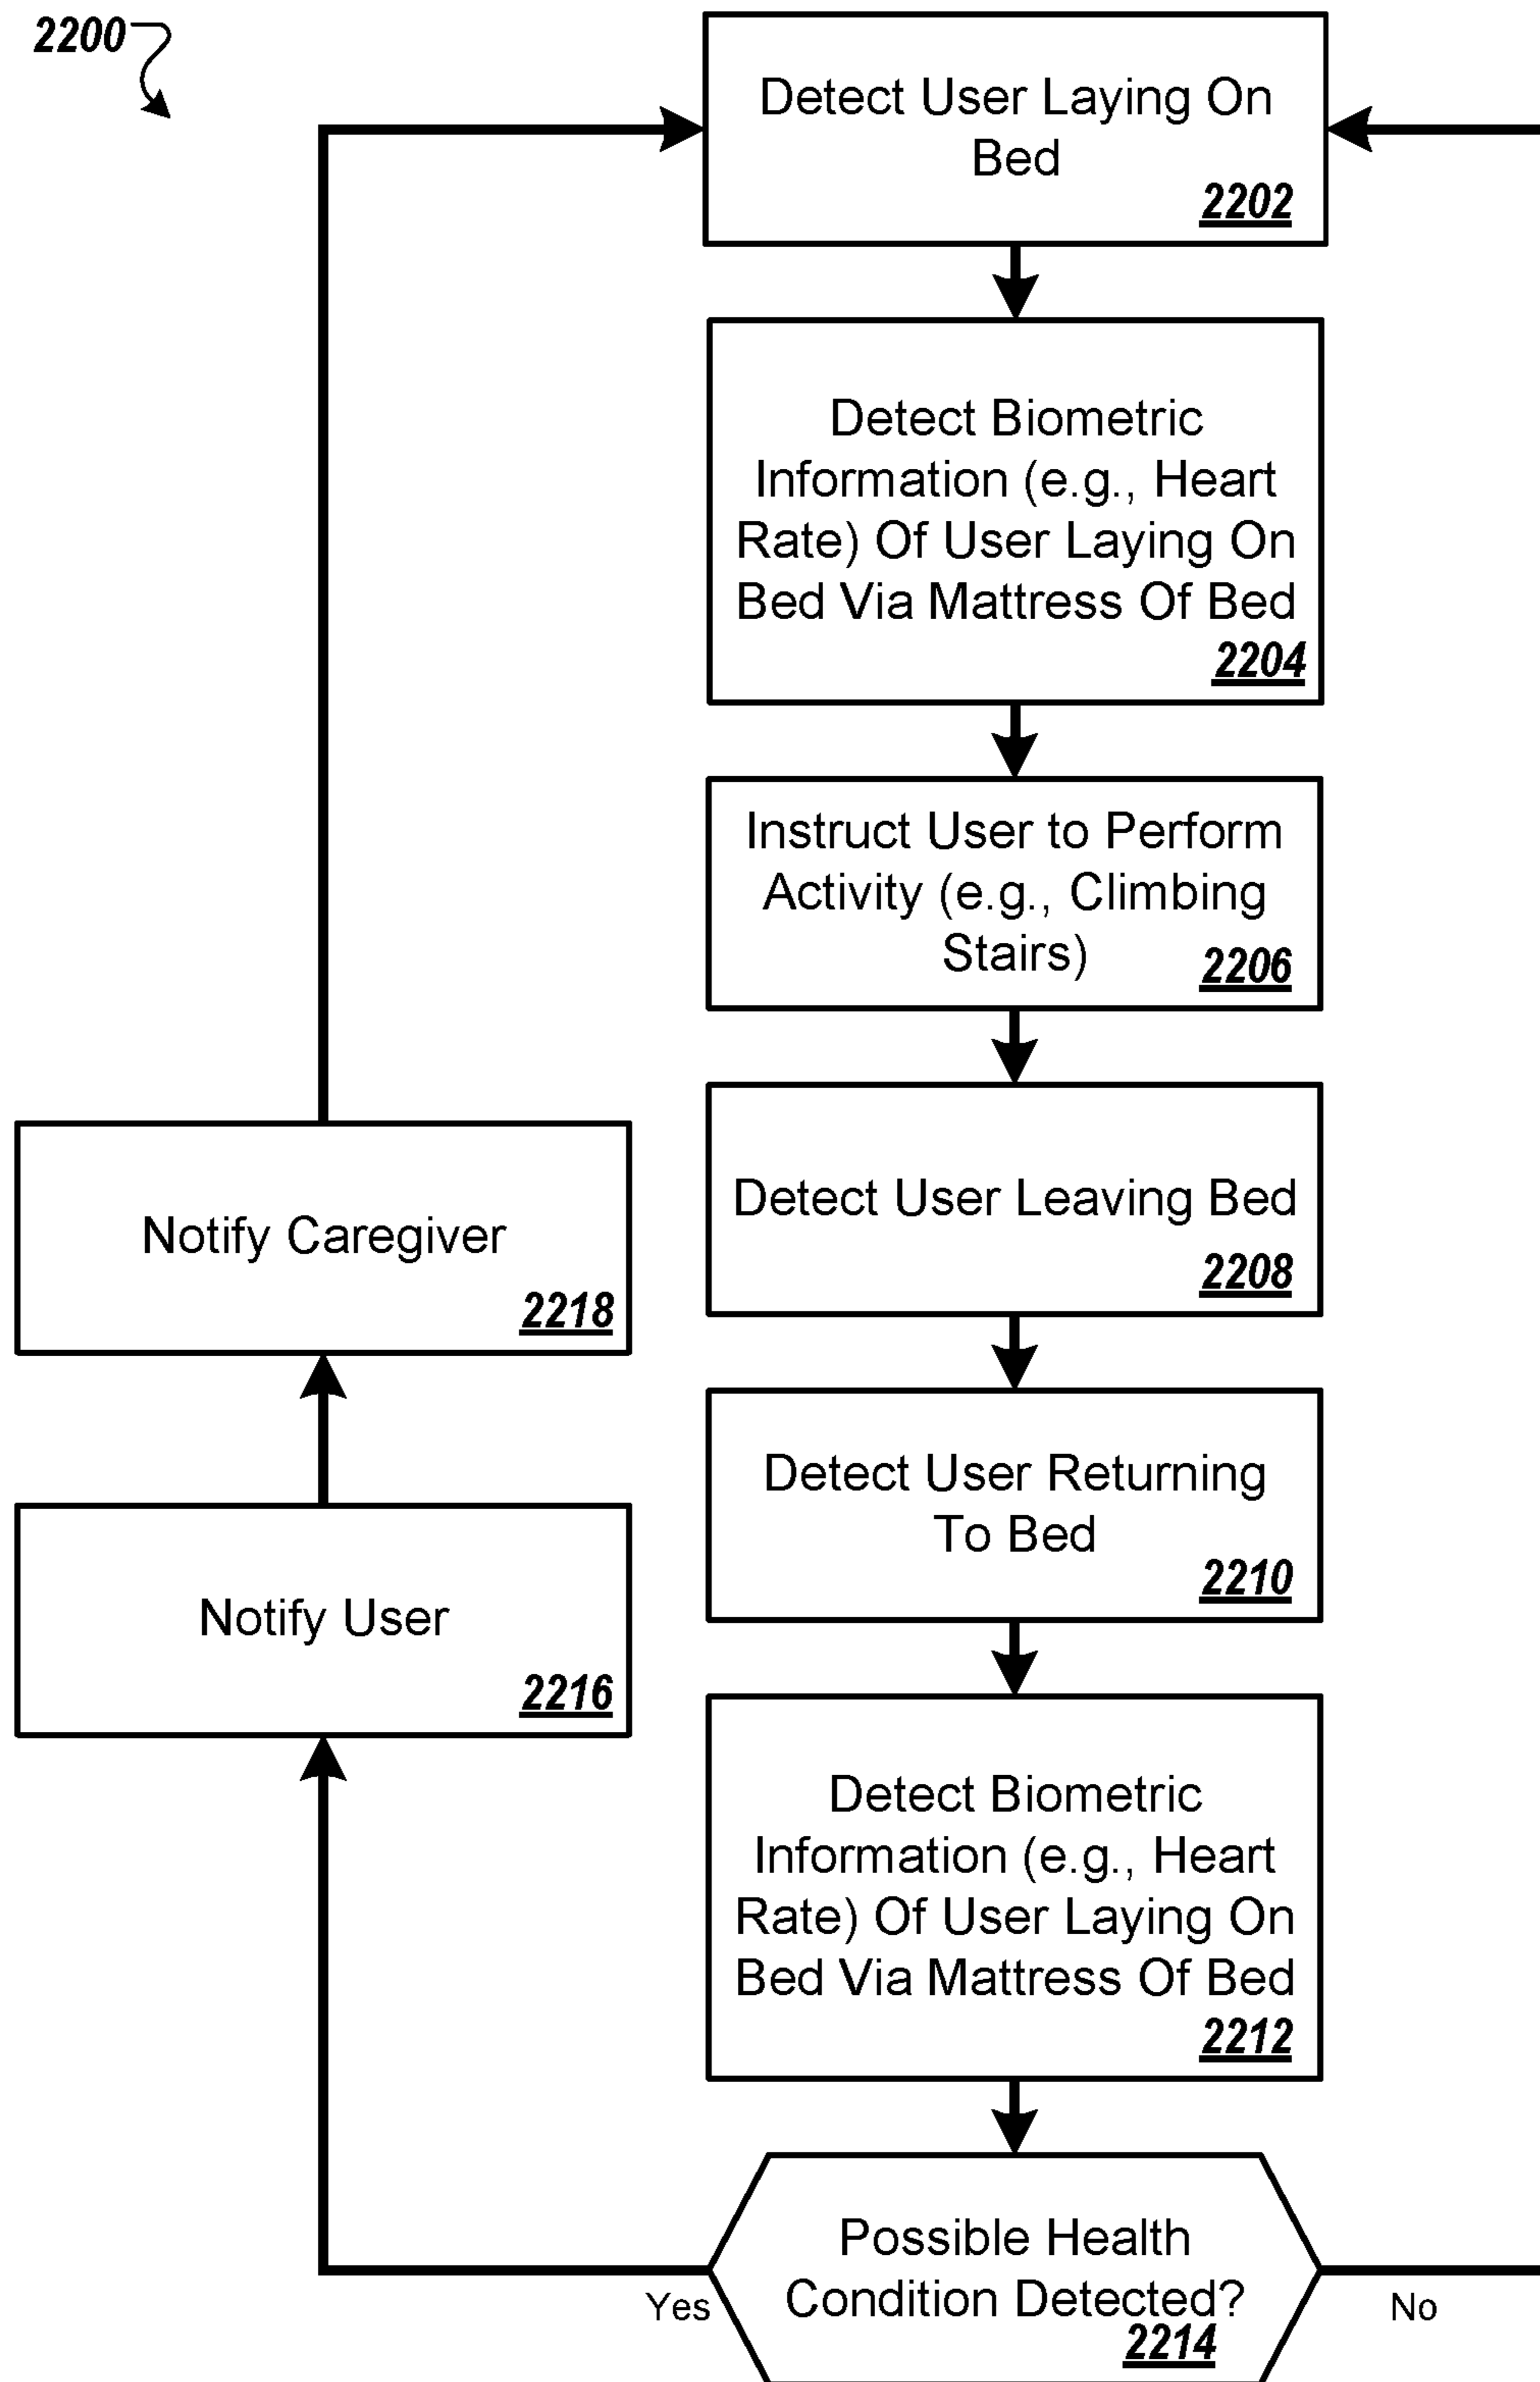 2200
Detect User Laying On
Bed
2202
Detect Biometric
Information (e.g., Heart
Rate) Of User Laying On
Bed Via Mattress Of Bed
2204
Instruct User to Perform
Activity (e.g., Climbing
Stairs)
2206
Detect User Leaving Bed
2208
Notify Caregiver
2218
Detect User Returning
To Bed
2210
Notify User
2216
Detect Biometric
Information (e.g., Heart
Rate) Of User Laying On
Bed Via Mattress Of Bed
2212
Possible Health
Condition Detected?
2214
Yes
No